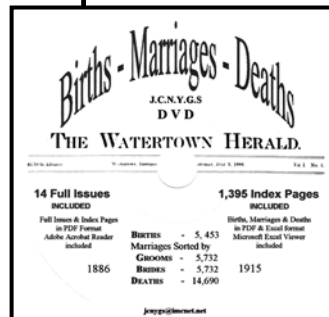 Births - Marriages - Deaths
J.C.N.Y.G.S
DVD
THE WATERTOWN HERALD.
14 Full Issues
INCLUDED
Full Issues & Index Pages
in PDF Format
Adobe Acrobat Reader
included
1,395 Index Pages
INCLUDED
Births, Marriages & Deaths
in PDF & Excel format
Microsoft Excel Viewer
included
BIRTHS - 5, 453
Marriages Sorted by
GROOMS - 5,732
BRIDES - 5,732
DEATHS - 14,690
1886
1915
jcnygs@imcnet.net